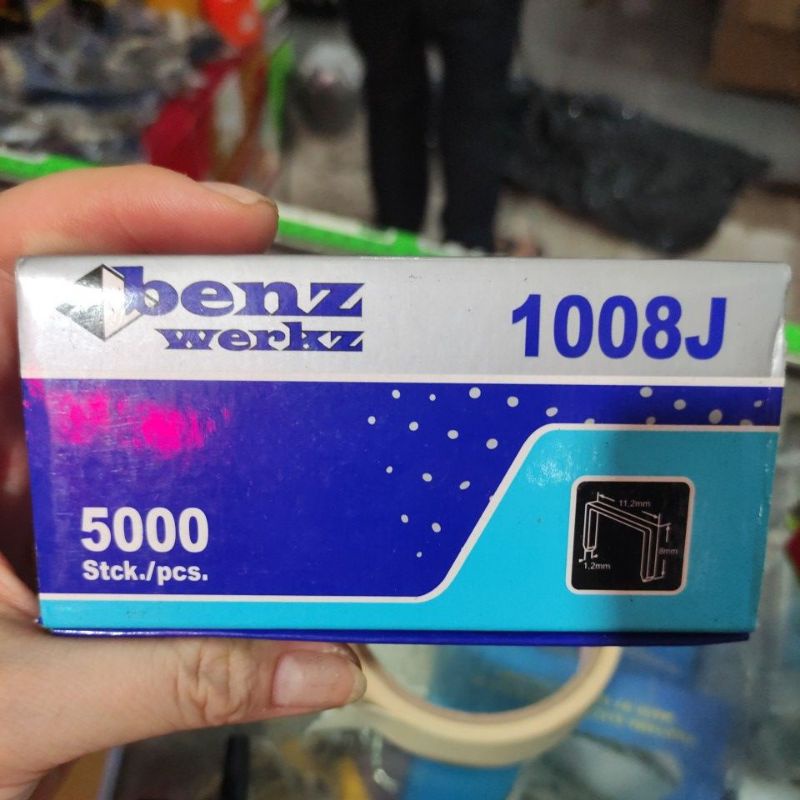 benz
werkz
1008J
5000
Stck./pcs.
11,2mm
8mm
1,2mm